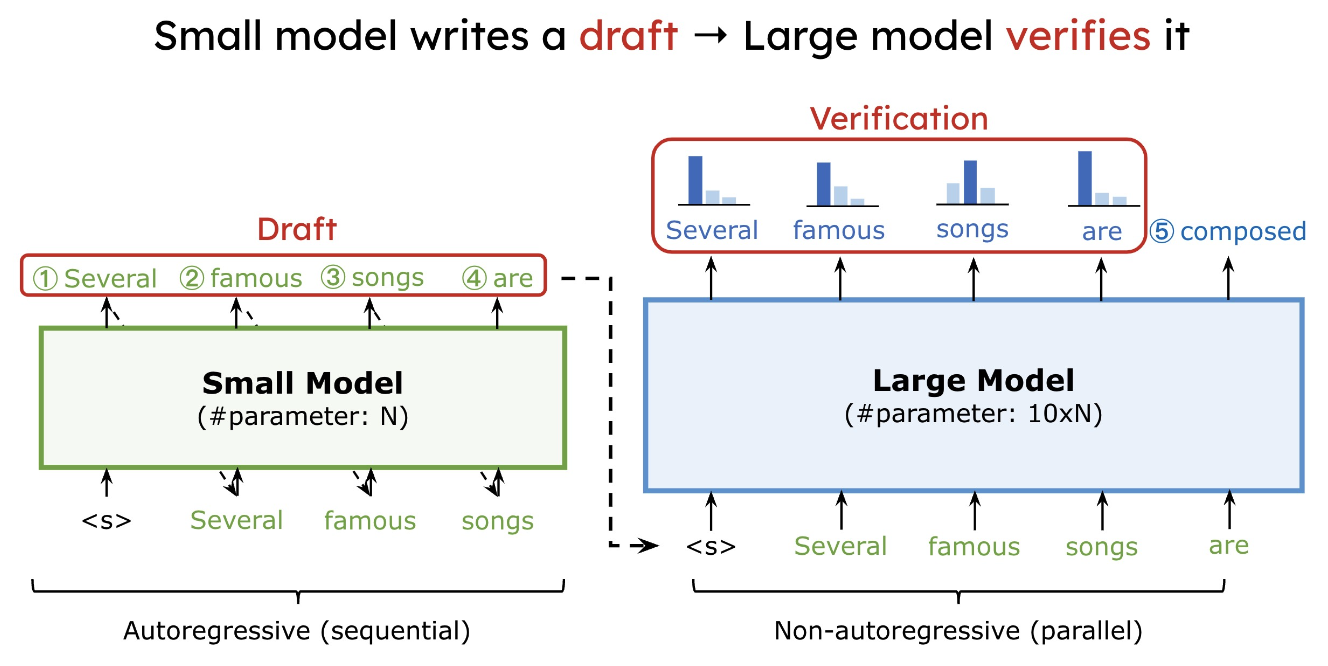 Small model writes a draft → Large model verifies it
Draft
① Several ② famous ③ songs ④ are
Small Model
(#parameter: N)
<s> Several famous songs
Autoregressive (sequential)
Verification
Several famous songs are ⑤ composed
Large Model
(#parameter: 10xN)
<s> Several famous songs are
Non-autoregressive (parallel)